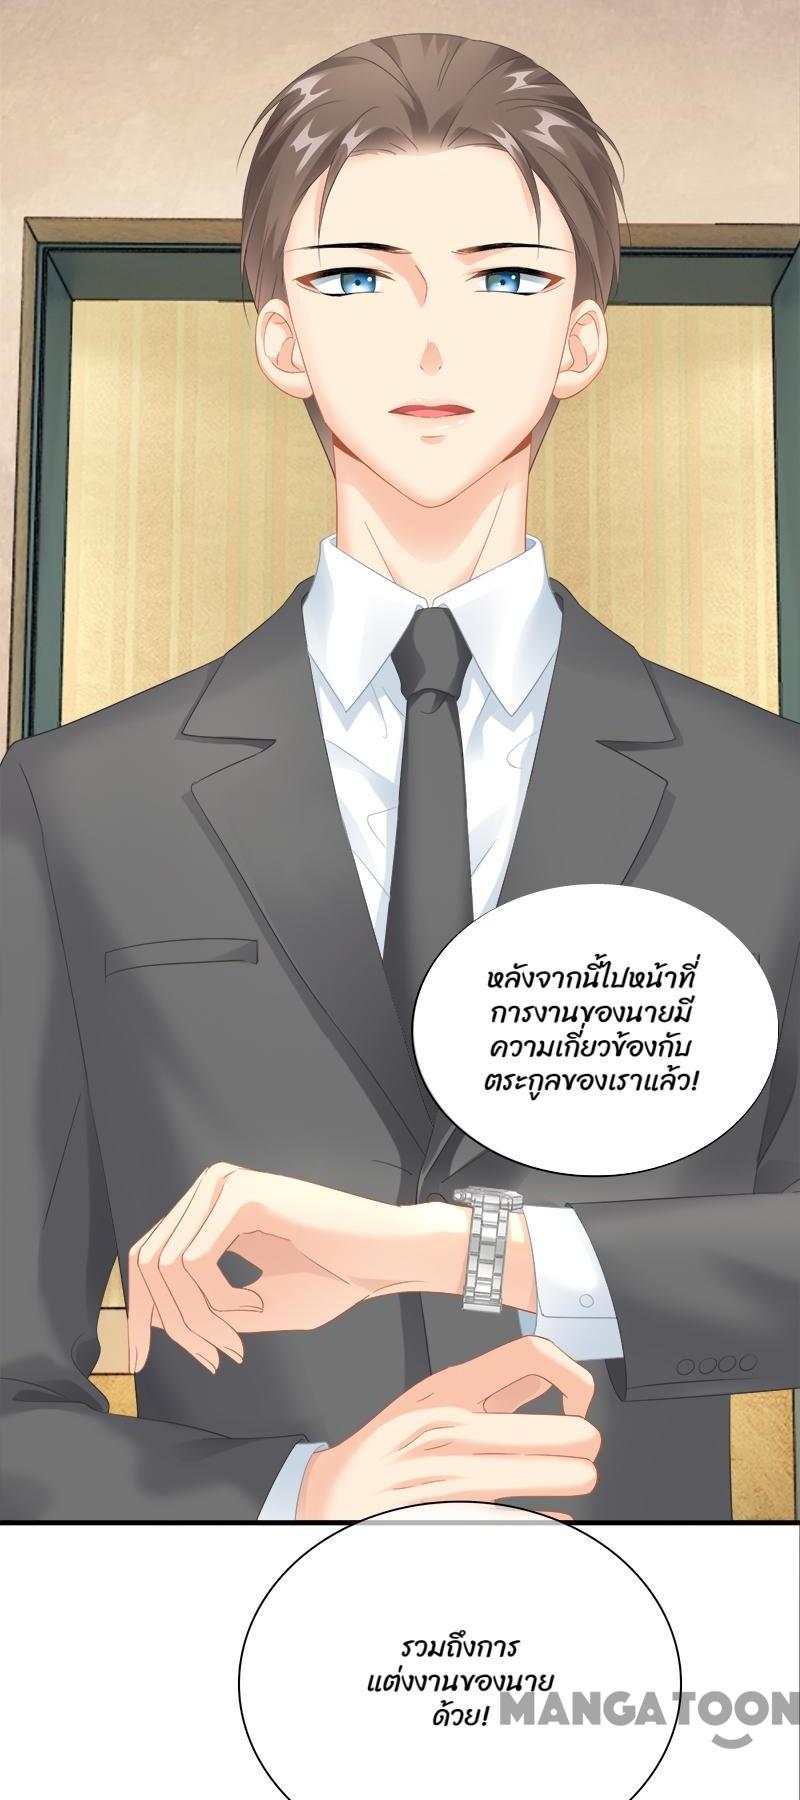 หลังจากนี้ไปหน้าที่
การงานของนายมี
ความเกี่ยวข้องกับ
ตระกูลของเราแล้ว!
รวมถึงการ
แต่งงานของนาย
ด้วย!
MANGATOON